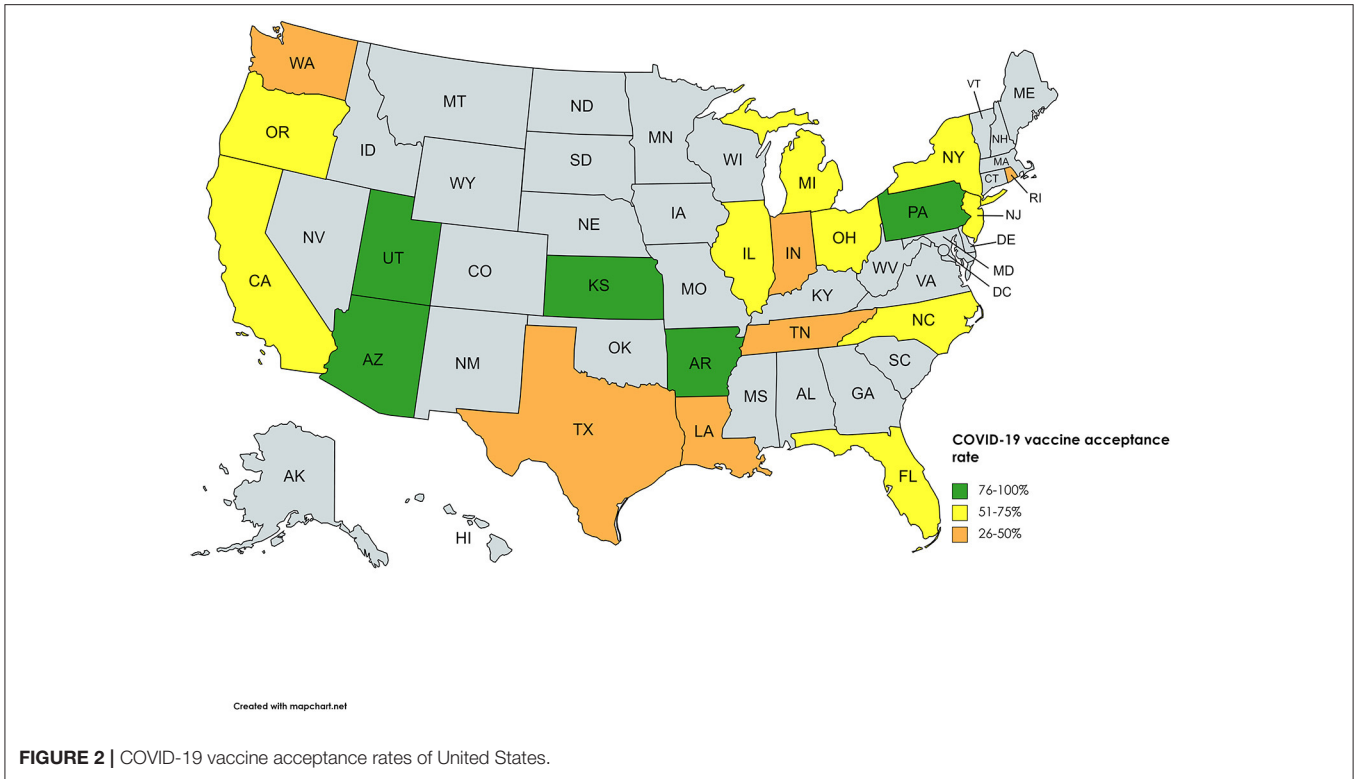 WA
MT
ND
MN
VT
ME
OR
ID
SD
WI
NH
NY
MA
WY
MI
CT
RI
IA
PA
NJ
NE
NV
OH
DE
UT
IL
IN
CO
WV
MD
CA
KS
MO
VA
DC
KY
NC
TN
OK
AZ
NM
AR
SC
MS
AL
GA
TX
LA
COVID-19 vaccine acceptance
rate
AK
FL
76-100%
51-75%
HI
26-50%
Created with mapchart.net
FIGURE 2 | COVID-19 vaccine acceptance rates of United States.